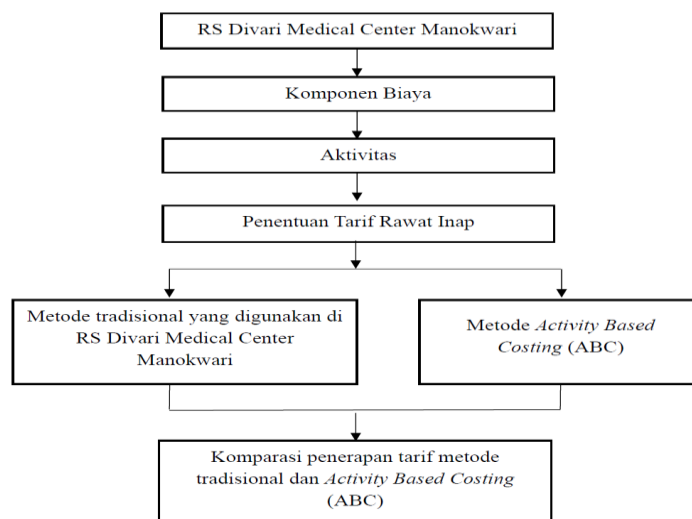 RS Divari Medical Center Manokwari
Komponen Biaya
Aktivitas
Penentuan Tarif Rawat Inap
Metode tradisional yang digunakan di
RS Divari Medical Center
Manokwari
Metode Activity Based
Costing (ABC)
Komparasi penerapan tarif metode
tradisional dan Activity Based Costing
(ABC)